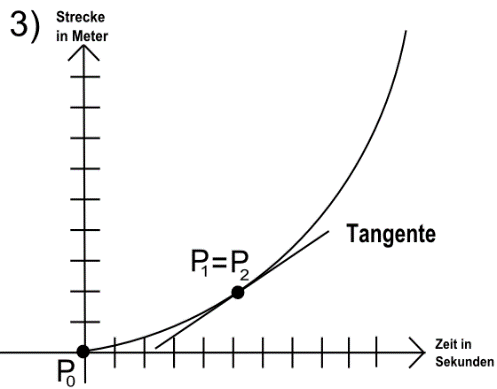 3)
Strecke
in Meter
Tangente
P1=P2
P0
Zeit in
Sekunden